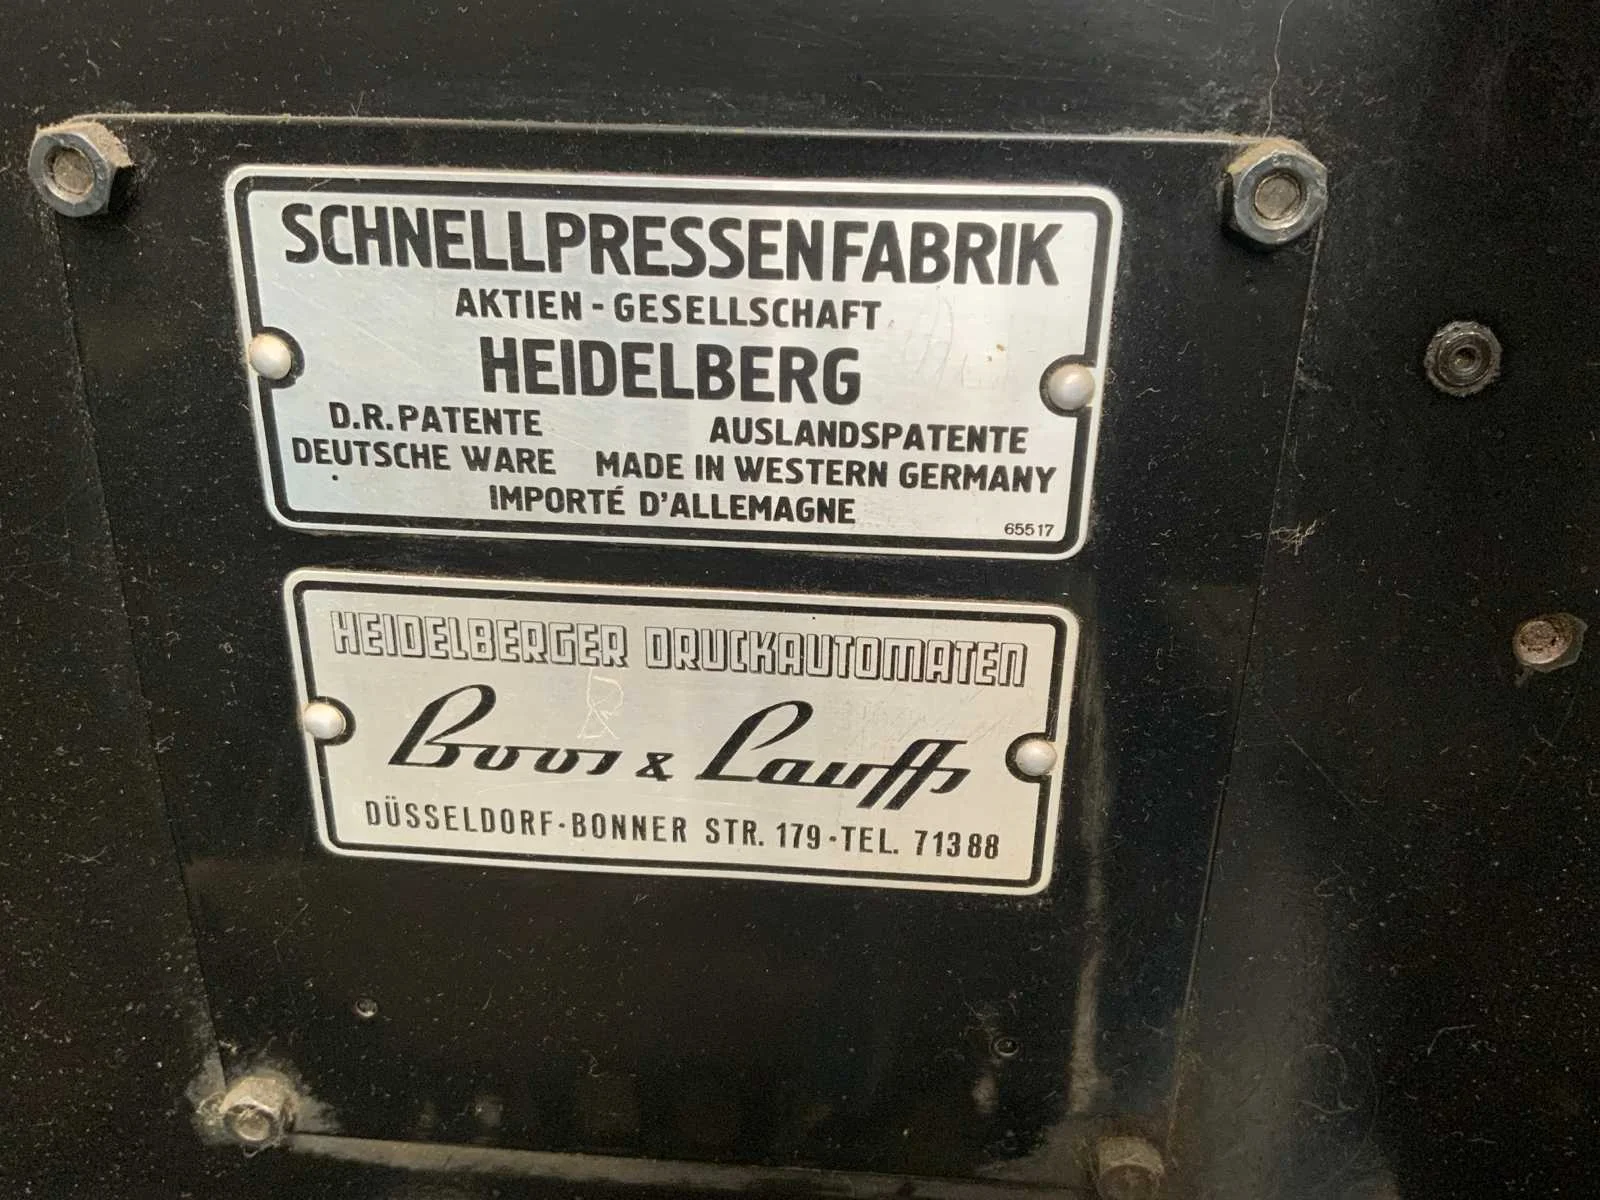 SCHNELLPRESSENFABRIK
AKTIEN - GESELLSCHAFT
HEIDELBERG
D.R. PATENTE AUSLANDSPATENTE
DEUTSCHE WARE MADE IN WESTERN GERMANY
IMPORTÉ D'ALLEMAGNE
65517
HEIDELBERGER DRUCKAUTOMATEN
Boos & Lauffs
DÜSSELDORF · BONNER STR. 179 · TEL. 71388